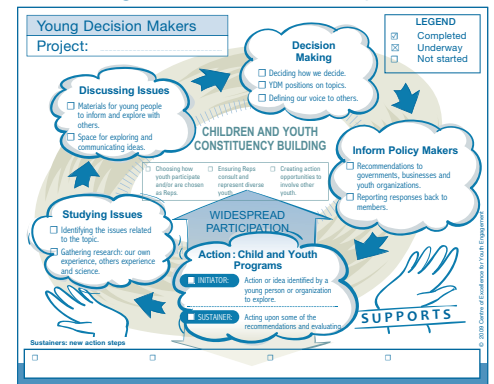 Young Decision Makers
Project:
LEGEND
☑ Completed
☒ Underway
☐ Not started
Decision
Making
☐ Deciding how we decide.
☐ YDM positions on topics.
☐ Defining our voice to others.
Discussing Issues
☐ Materials for young people
to inform and explore with
others.
☐ Space for exploring and
communicating ideas.
CHILDREN AND YOUTH
CONSTITUENCY BUILDING
☐ Choosing how
youth participate
and/or are chosen
as Reps.
☐ Ensuring Reps
consult and
represent diverse
youth.
☐ Creating action
opportunities to
involve other
youth.
Inform Policy Makers
☐ Recommendations to
governments, businesses and
youth organizations.
☐ Reporting responses back to
members.
Studying Issues
☐ Identifying the issues related
to the topic.
☐ Gathering research: our own
experience, others experience
and science.
WIDESPREAD
PARTICIPATION
Action: Child and Youth
Programs
☐ INITIATOR: Action or idea identified by a
young person or organization
to explore.
☐ SUSTAINER: Acting upon some of the
recommendations and evaluating.
SUPPORTS
© 2009 Centre of Excellence for Youth Engagement
Sustainers: new action steps
☐ ☐ ☐ ☐